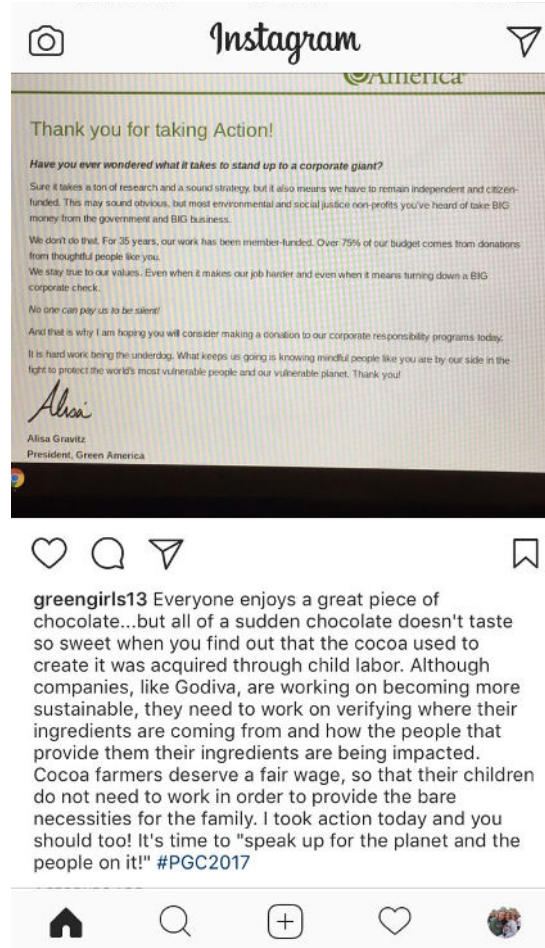 Instagram
America
Thank you for taking Action!
Have you ever wondered what it takes to stand up to a corporate giant?
Sure it takes a ton of research and a sound strategy, but it also means we have to remain independent and citizen-
funded. This may sound obvious, but most environmental and social justice non-profits you've heard of take BIG
money from the government and BIG business.
We don't do that. For 35 years, our work has been member-funded. Over 75% of our budget comes from donations
from thoughtful people like you.
We stay true to our values. Even when it makes our job harder and even when it means turning down a BIG
corporate check.
No one can pay us to be silent!
And that is why I am hoping you will consider making a donation to our corporate responsibility programs today.
It is hard work being the underdog. What keeps us going is knowing mindful people like you are by our side in the
fight to protect the world's most vulnerable people and our vulnerable planet. Thank you!
Alisa
Alisa Gravitz
President, Green America
greengirls13 Everyone enjoys a great piece of
chocolate...but all of a sudden chocolate doesn't taste
so sweet when you find out that the cocoa used to
create it was acquired through child labor. Although
companies, like Godiva, are working on becoming more
sustainable, they need to work on verifying where their
ingredients are coming from and how the people that
provide them their ingredients are being impacted.
Cocoa farmers deserve a fair wage, so that their children
do not need to work in order to provide the bare
necessities for the family. I took action today and you
should too! It's time to "speak up for the planet and the
people on it!" #PGC2017